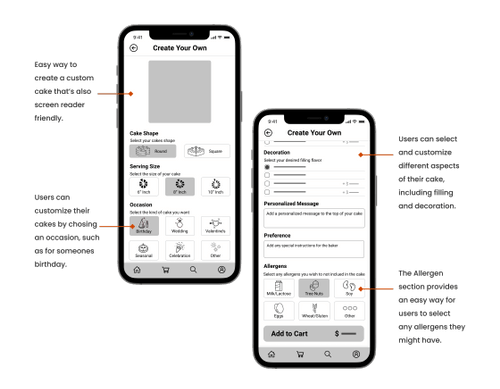 Easy way to
create a custom
cake that's also
screen reader
friendly.
Users can
customize their
cakes by chosing
an occasion, such
as for someones
birthday.
9:41
Create Your Own
Cake Shape
Select your cakes shape
Round
Square
Serving Size
Select the size of your cake
6" Inch
8" Inch
10" Inch
Occasion
Select the kind of cake you want
Birthday
Wedding
Valentine's
Seasonal
Celebration
Other
9:41
Create Your Own
Decoration
Select your desired filling flavor
Personalized Message
Add a personalized message to the top of your cake
Preference
Add any special instructions for the baker
Allergens
Select any allergens you wish to not included in the cake
Milk/Lactose
Tree Nuts
Soy
Eggs
Wheat/Gluten
Other
Add to Cart
$
Users can select
and customize
different aspects
of their cake,
including filling
and decoration.
The Allergen
section provides
an easy way for
users to select
any allergens they
might have.